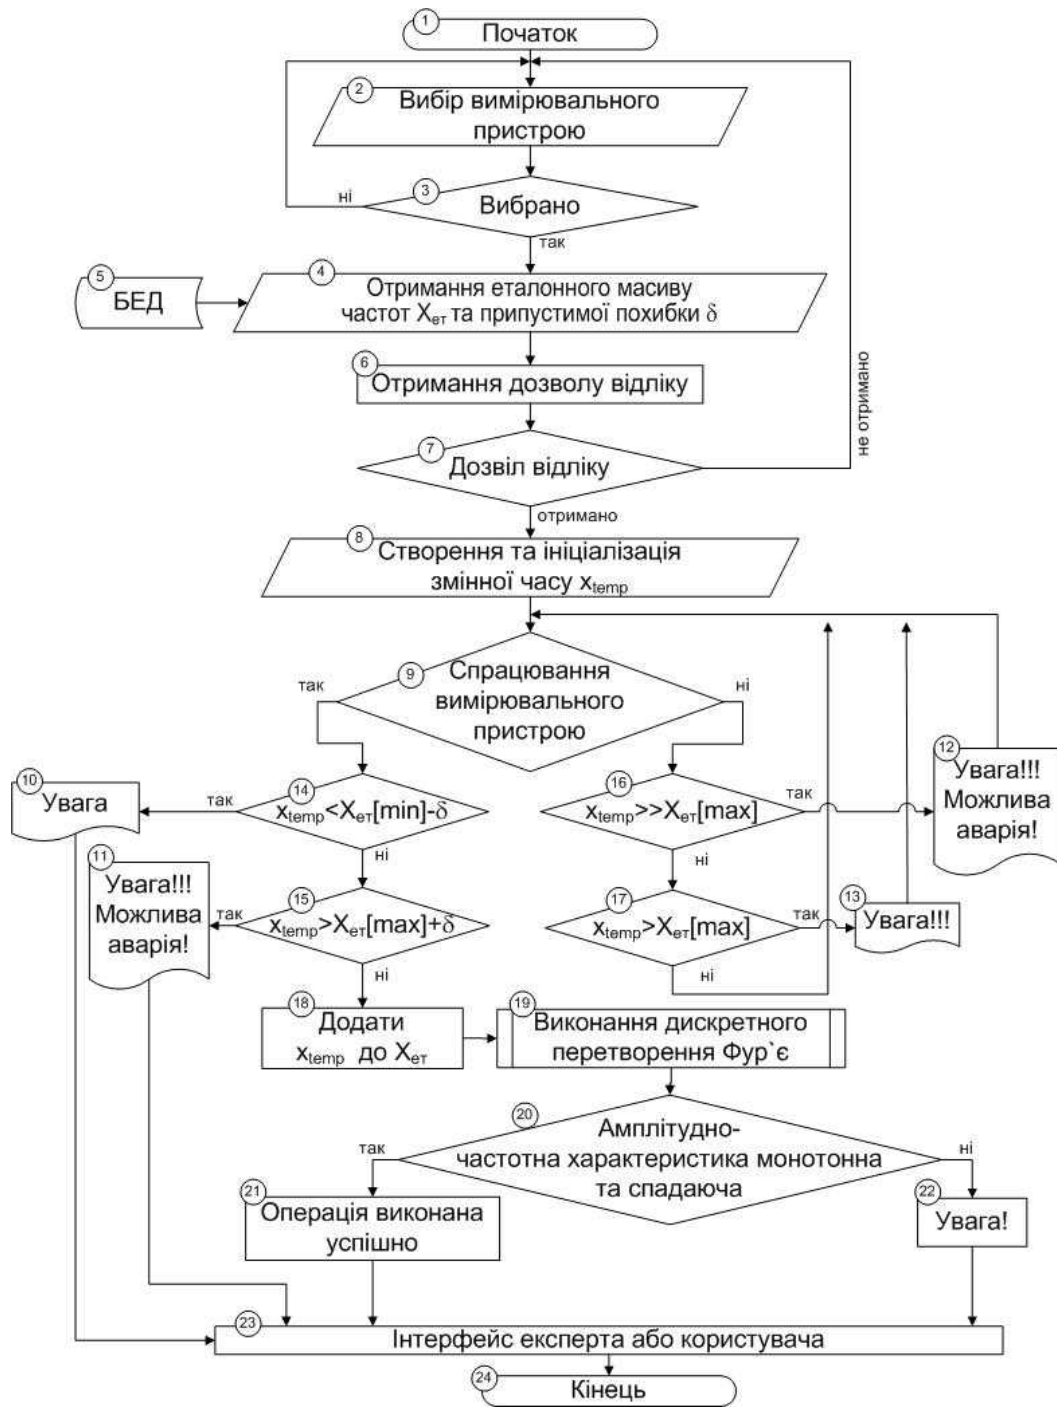 1
Початок
2
Вибір вимірювального
пристрою
3
ні
Вибрано
так
5
БЕД
4
Отримання еталонного масиву
частот Xет та припустимої похибки δ
6
Отримання дозволу відліку
не отримано
7
Дозвіл відліку
отримано
8
Створення та ініціалізація
змінної часу xtemp
9
так
Спрацювання
вимірювального
пристрою
ні
10
Увага
так
14
xtemp<Xет[min]-δ
ні
16
xtemp>>Xет[max]
так
ні
12
Увага!!!
Можлива
аварія!
11
Увага!!!
Можлива
аварія!
так
15
xtemp>Xет[max]+δ
ні
17
xtemp>Xет[max]
так
ні
13
Увага!!!
18
Додати
xtemp до Xет
19
Виконання дискретного
перетворення Фур`є
20
так
Амплітудно-
частотна характеристика монотонна
та спадаюча
ні
21
Операція виконана
успішно
22
Увага!
23
Інтерфейс експерта або користувача
24
Кінець